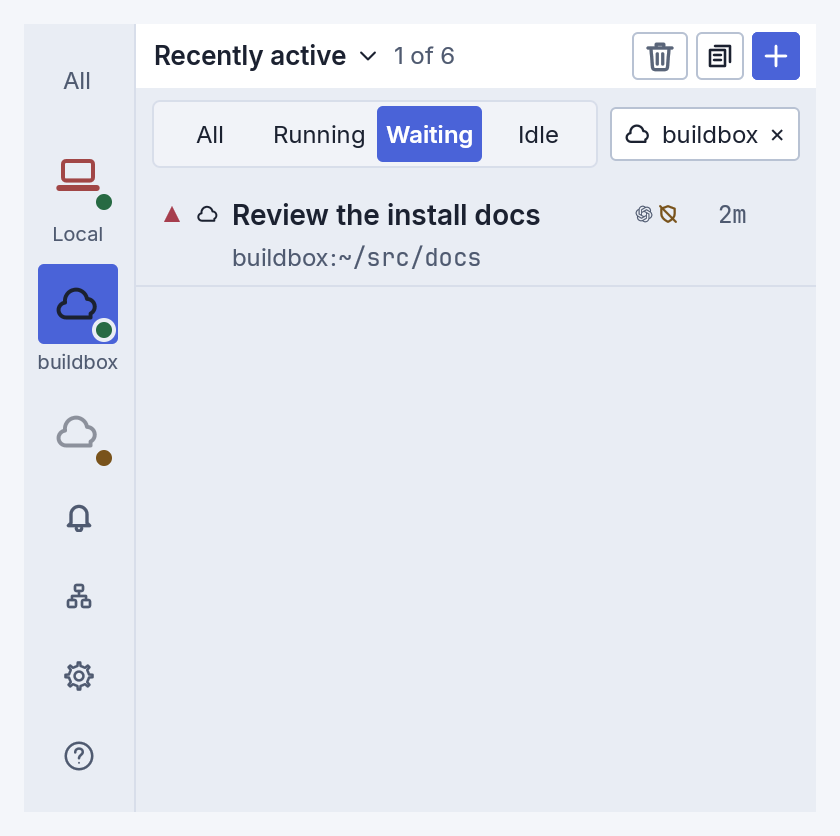 All
Local
buildbox
Recently active 1 of 6
All Running Waiting Idle buildbox ×
Review the install docs 2m
buildbox:~/src/docs